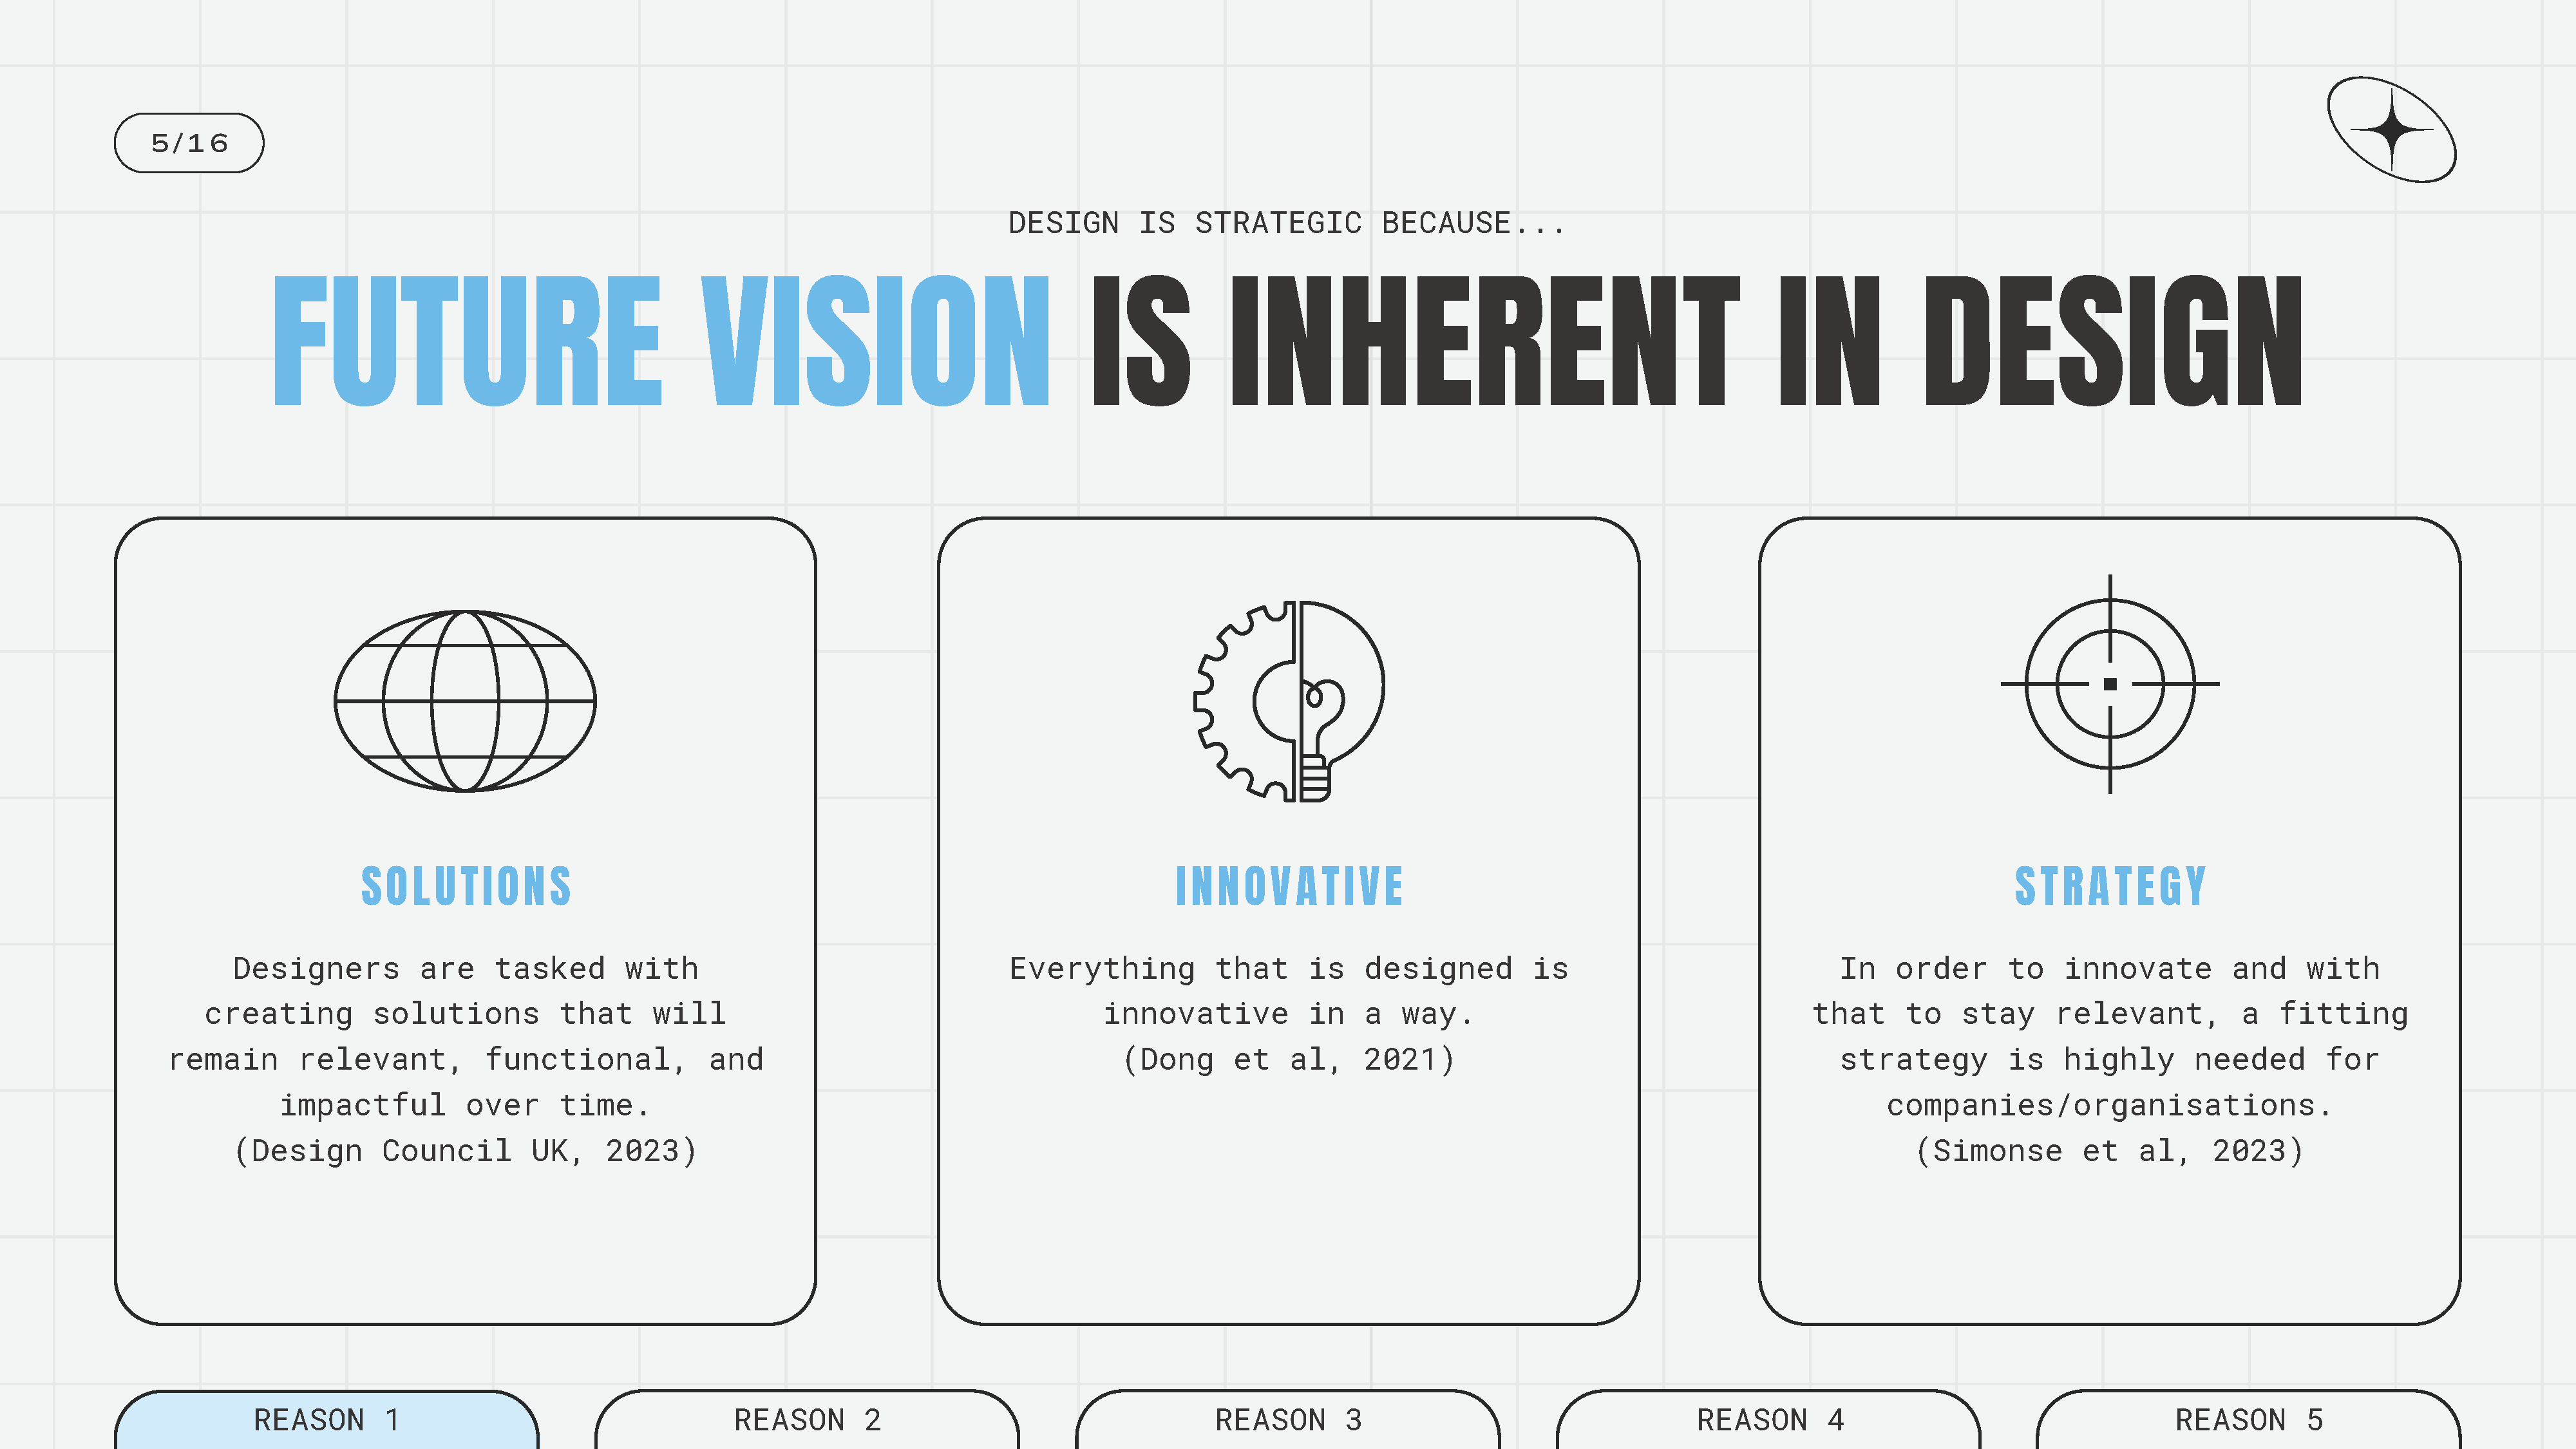 5/16
DESIGN IS STRATEGIC BECAUSE...
FUTURE VISION IS INHERENT IN DESIGN
SOLUTIONS
Designers are tasked with
creating solutions that will
remain relevant, functional, and
impactful over time.
(Design Council UK, 2023)
INNOVATIVE
Everything that is designed is
innovative in a way.
(Dong et al, 2021)
STRATEGY
In order to innovate and with
that to stay relevant, a fitting
strategy is highly needed for
companies/organisations.
(Simonse et al, 2023)
REASON 1
REASON 2
REASON 3
REASON 4
REASON 5